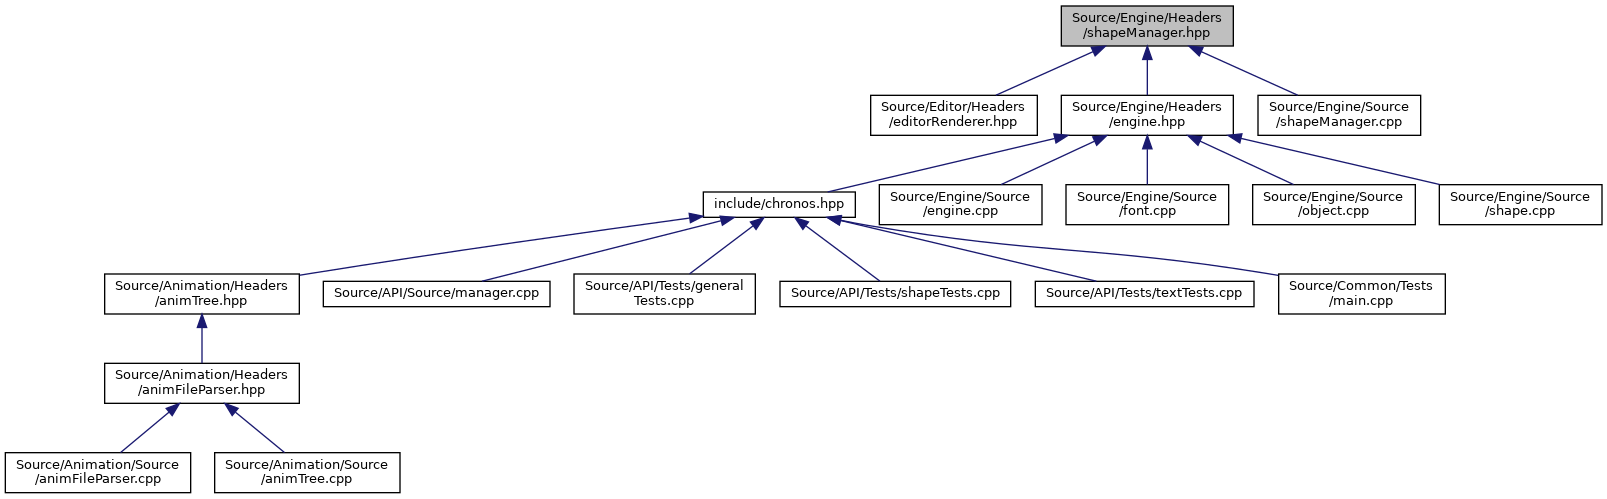 Source/Engine/Headers
/shapeManager.hpp
Source/Editor/Headers
/editorRenderer.hpp
Source/Engine/Headers
/engine.hpp
Source/Engine/Source
/shapeManager.cpp
include/chronos.hpp
Source/Engine/Source
/engine.cpp
Source/Engine/Source
/font.cpp
Source/Engine/Source
/object.cpp
Source/Engine/Source
/shape.cpp
Source/Animation/Headers
/animTree.hpp
Source/API/Source/manager.cpp
Source/API/Tests/general
Tests.cpp
Source/API/Tests/shapeTests.cpp
Source/API/Tests/textTests.cpp
Source/Common/Tests
/main.cpp
Source/Animation/Headers
/animFileParser.hpp
Source/Animation/Source
/animFileParser.cpp
Source/Animation/Source
/animTree.cpp